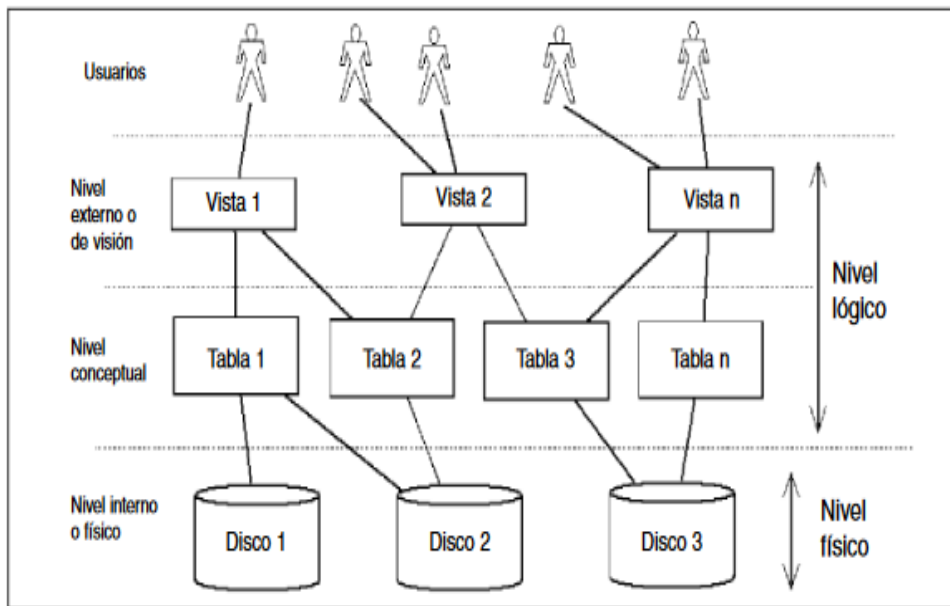 Usuarios
Nivel
externo o
de visión
Vista 1
Vista 2
Vista n
Nivel
lógico
Nivel
conceptual
Tabla 1
Tabla 2
Tabla 3
Tabla n
Nivel interno
o físico
Disco 1
Disco 2
Disco 3
Nivel
físico